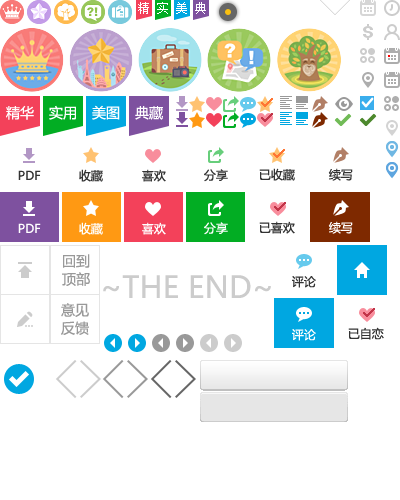 精 实 美 典
精华 实用 美图 典藏
PDF 收藏 喜欢 分享 已收藏 续写
PDF 收藏 喜欢 分享 已喜欢 续写
回到
顶部
~THE END~
评论
意见
反馈
评论
已自恋